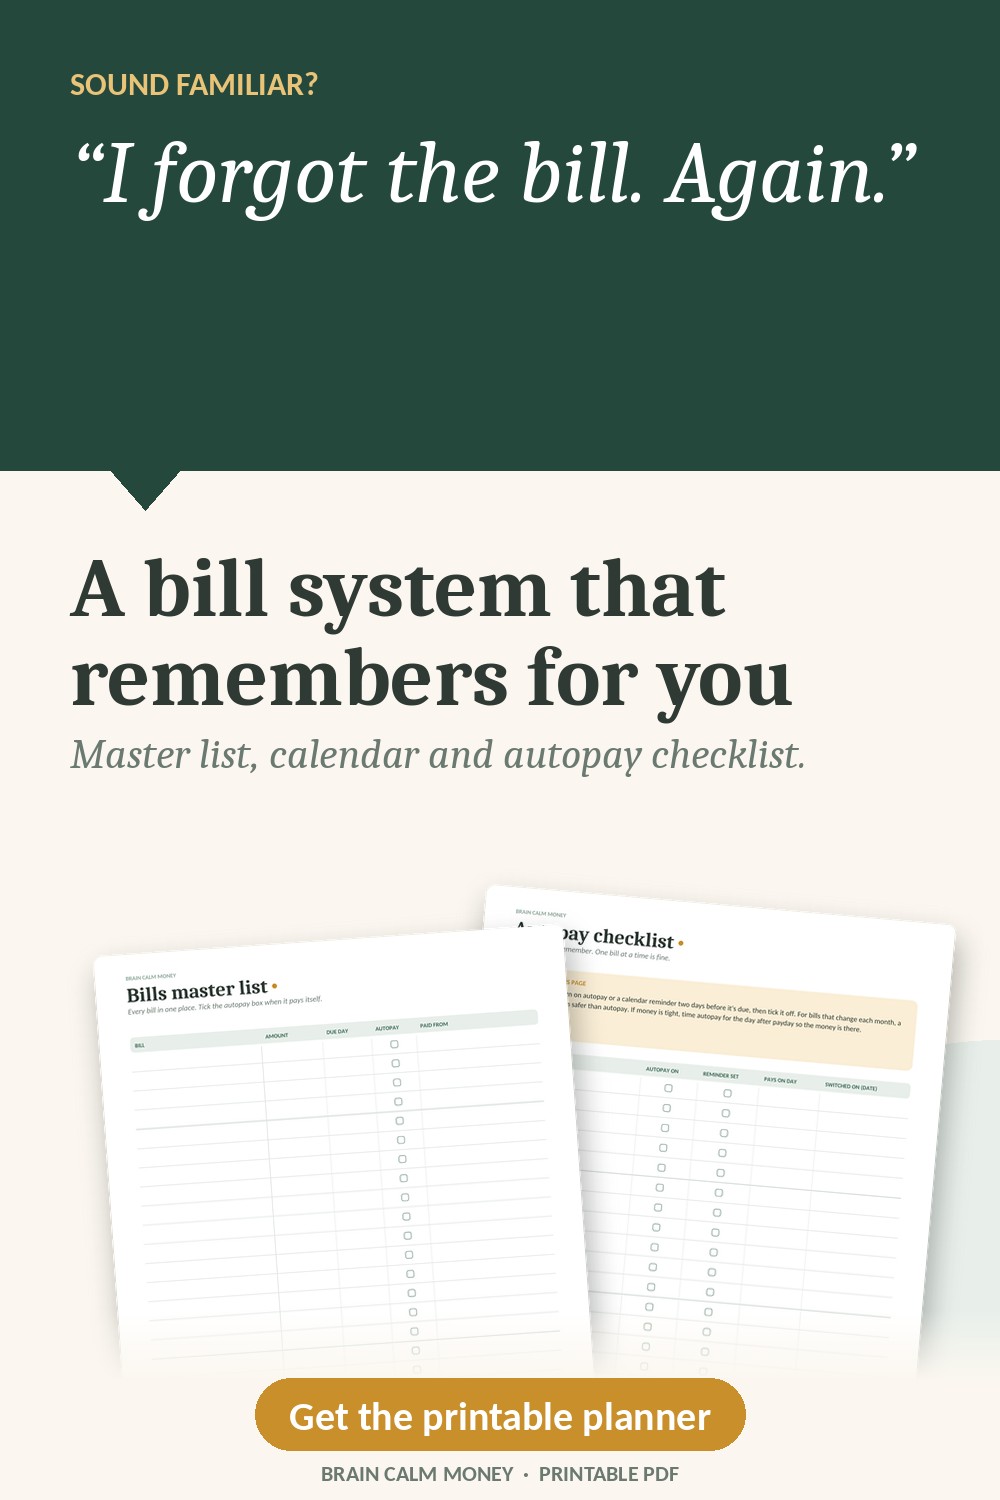 SOUND FAMILIAR?
“I forgot the bill. Again.”
A bill system that
remembers for you
Master list, calendar and autopay checklist.
BRAIN CALM MONEY
pay checklist •
emember. One bill at a time is fine.
PAGE
rn on autopay or a calendar reminder two days before it's due, then tick it off. For bills that change each month, a
safer than autopay. If money is tight, time autopay for the day after payday so the money is there.
AUTOPAY ON REMINDER SET PAYS ON DAY SWITCHED ON (DATE)
BRAIN CALM MONEY
Bills master list •
Every bill in one place. Tick the autopay box when it pays itself.
BILL AMOUNT DUE DAY AUTOPAY PAID FROM
Get the printable planner
BRAIN CALM MONEY · PRINTABLE PDF